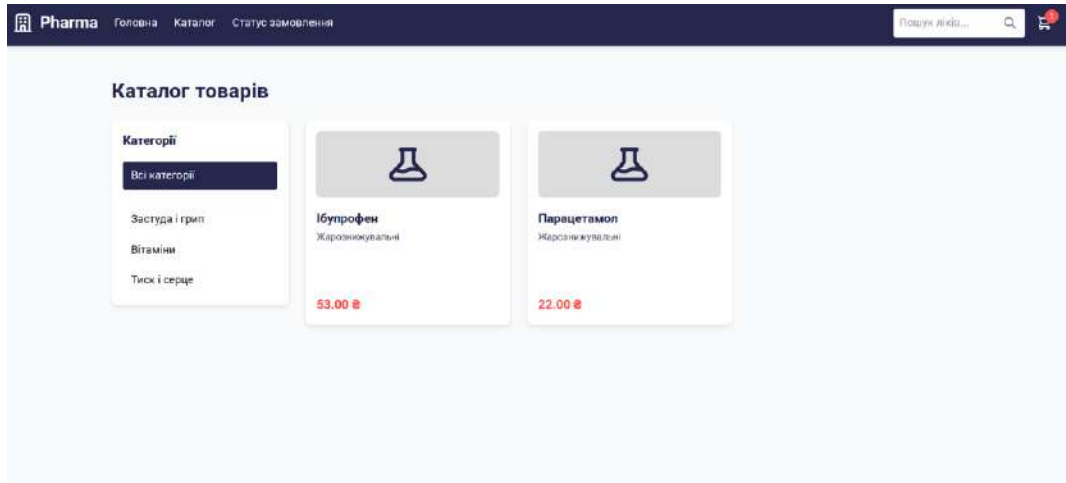 Pharma Головна Каталог Статус замовлення Пошук ліків... 1
Каталог товарів
Категорії
Всі категорії
Застуда і грип
Вітаміни
Тиск і серце
Ібупрофен
Жарознижувальні
53.00 ₴
Парацетамол
Жарознижувальні
22.00 ₴